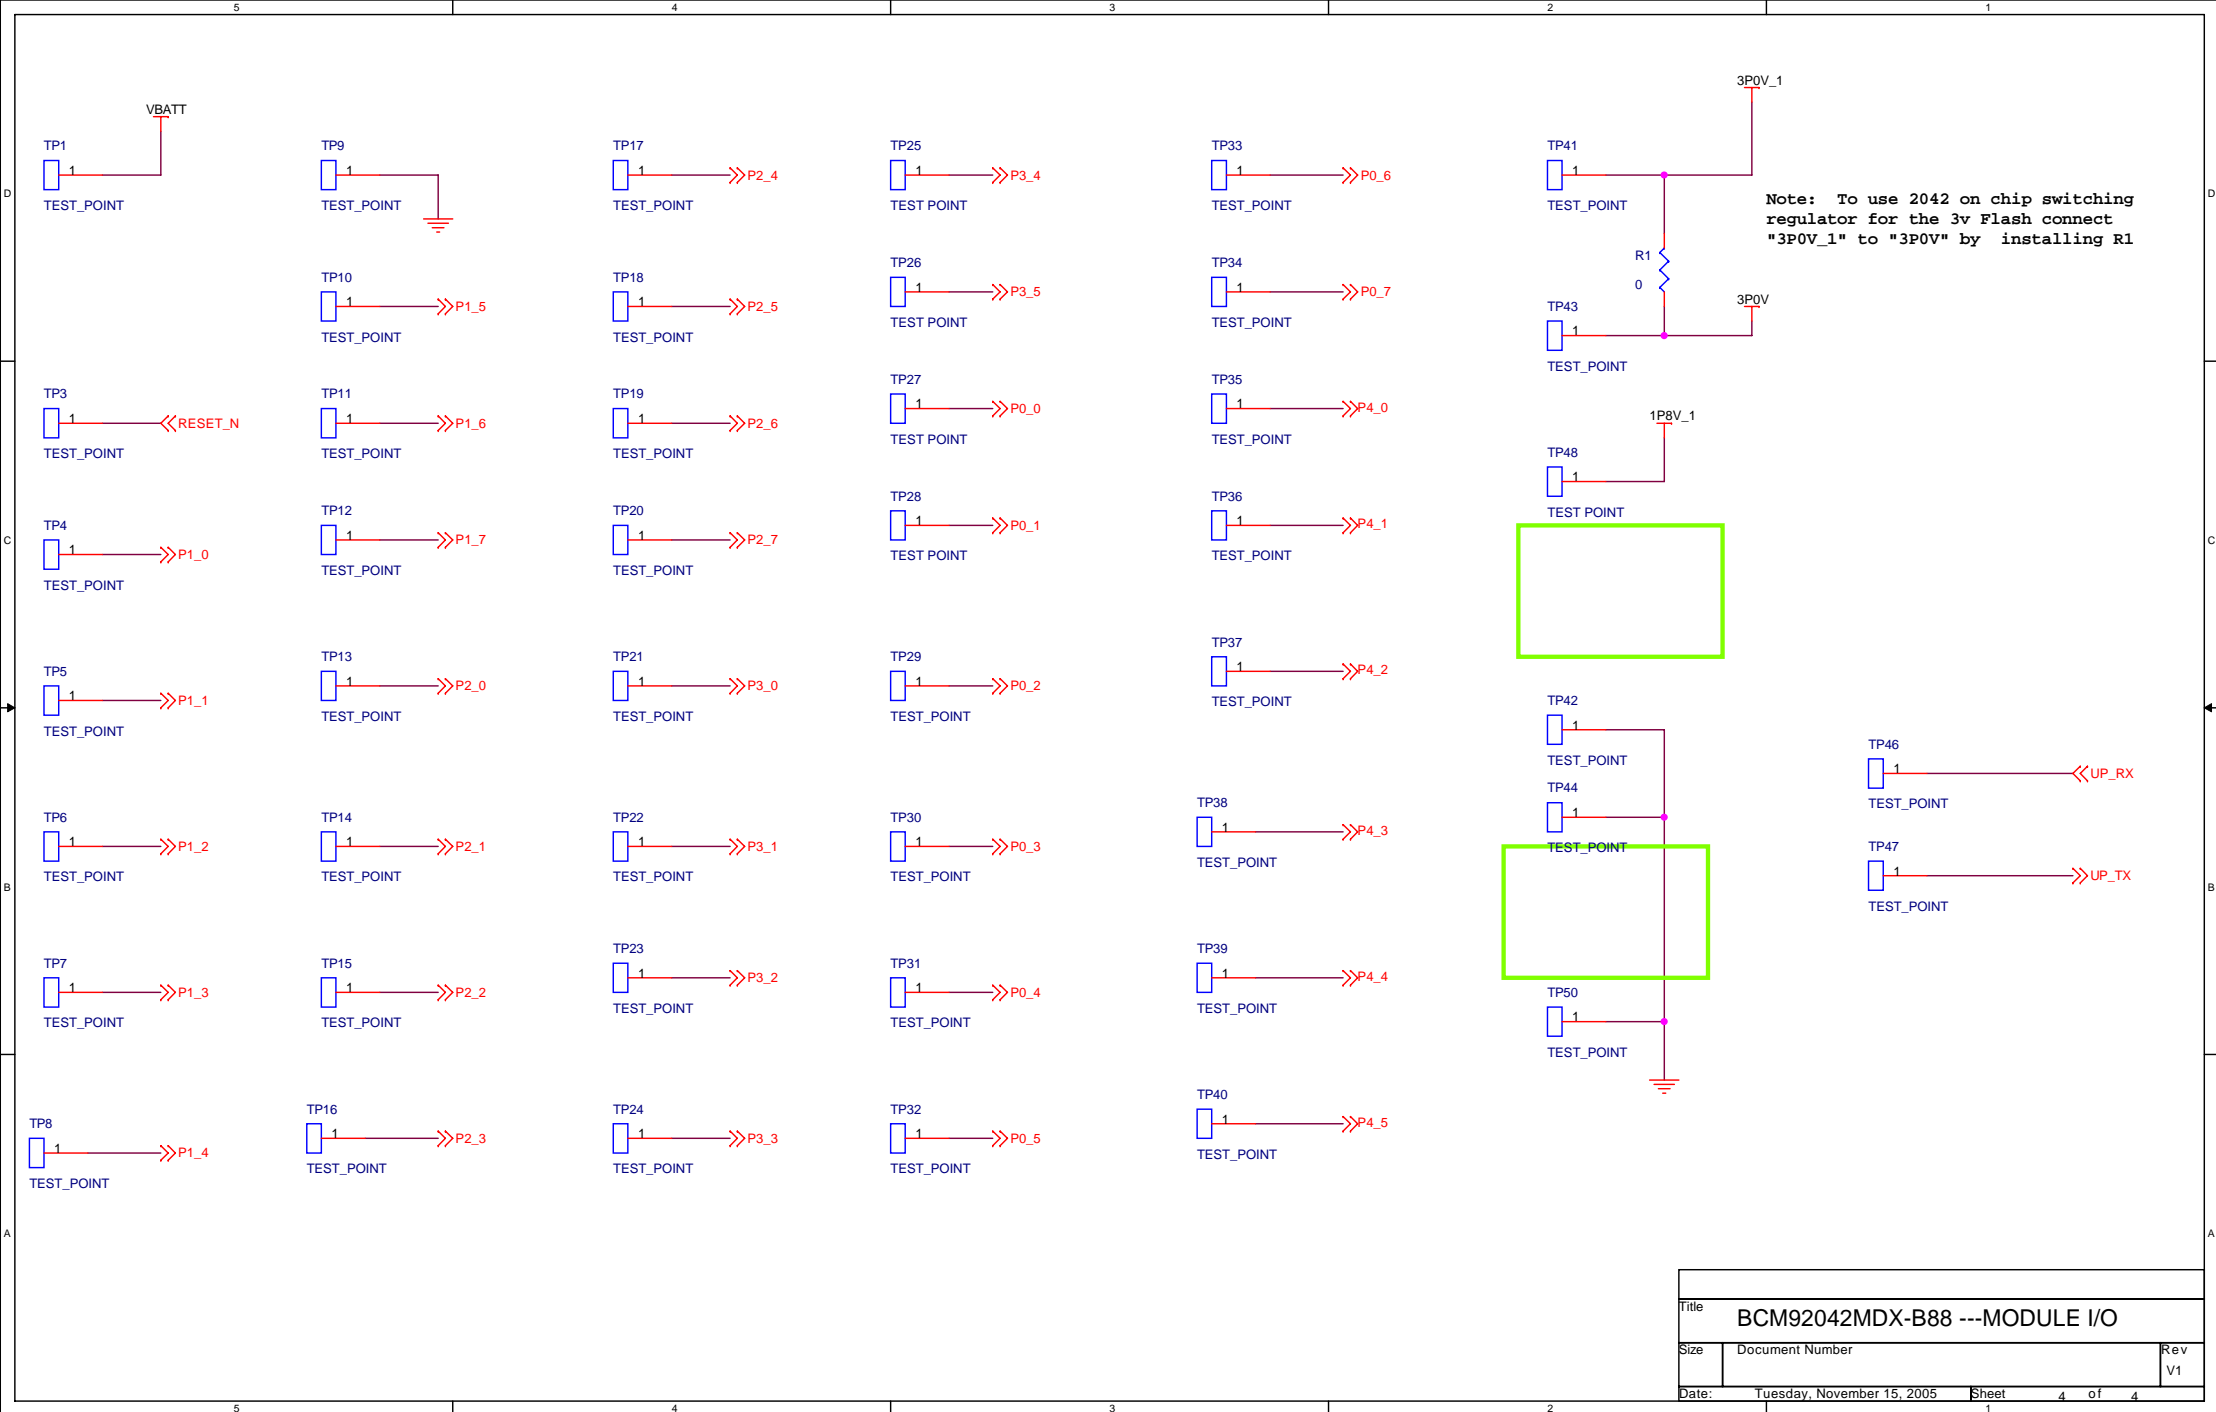 5 4 3 2 1
3P0V_1
VBATT
TP1 TP9 TP17 TP25 TP33 TP41
1 1 1 P2_4 1 P3_4 1 P0_6 1
D D
TEST_POINT TEST_POINT TEST_POINT TEST POINT TEST_POINT TEST_POINT
Note: To use 2042 on chip switching
regulator for the 3v Flash connect
"3P0V_1" to "3P0V" by installing R1
TP10 TP18 TP26 TP34 R1
1 P1_5 1 P2_5 1 P3_5 1 P0_7 0
TEST_POINT TEST_POINT TEST POINT TEST_POINT
3P0V
TP43
1
TEST_POINT
TP3 TP11 TP19 TP27 TP35
1 RESET_N 1 P1_6 1 P2_6 1 P0_0 1 P4_0
TEST_POINT TEST_POINT TEST_POINT TEST POINT TEST_POINT
1P8V_1
TP48
1
TEST POINT
TP4 TP12 TP20 TP28 TP36
1 P1_0 1 P1_7 1 P2_7 1 P0_1 1 P4_1
C C
TEST_POINT TEST_POINT TEST_POINT TEST POINT TEST_POINT
TP5 TP13 TP21 TP29 TP37
1 P1_1 1 P2_0 1 P3_0 1 P0_2 1 P4_2
TEST_POINT TEST_POINT TEST_POINT TEST_POINT TEST_POINT
TP42
1
TEST_POINT
TP46
1 UP_RX
TEST_POINT
TP44
1
TEST_POINT
TP6 TP14 TP22 TP30 TP38
1 P1_2 1 P2_1 1 P3_1 1 P0_3 1 P4_3
TEST_POINT TEST_POINT TEST_POINT TEST_POINT TEST_POINT
TP47
1 UP_TX
TEST_POINT
B B
TP7 TP15 TP23 TP31 TP39
1 P1_3 1 P2_2 1 P3_2 1 P0_4 1 P4_4
TEST_POINT TEST_POINT TEST_POINT TEST_POINT TEST_POINT
TP50
1
TEST_POINT
TP8 TP16 TP24 TP32 TP40
1 P1_4 1 P2_3 1 P3_3 1 P0_5 1 P4_5
TEST_POINT TEST_POINT TEST_POINT TEST_POINT TEST_POINT
A A
Title
BCM92042MDX-B88 ---MODULE I/O
Size Document Number Rev
V1
Date: Tuesday, November 15, 2005 Sheet 4 of 4
5 4 3 2 1